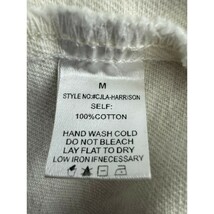 M
STYLE NO:#CJLA-HARRISON
SELF:
100%COTTON
HAND WASH COLD
DO NOT BLEACH
LAY FLAT TO DRY
LOW IRON IFNECESSARY